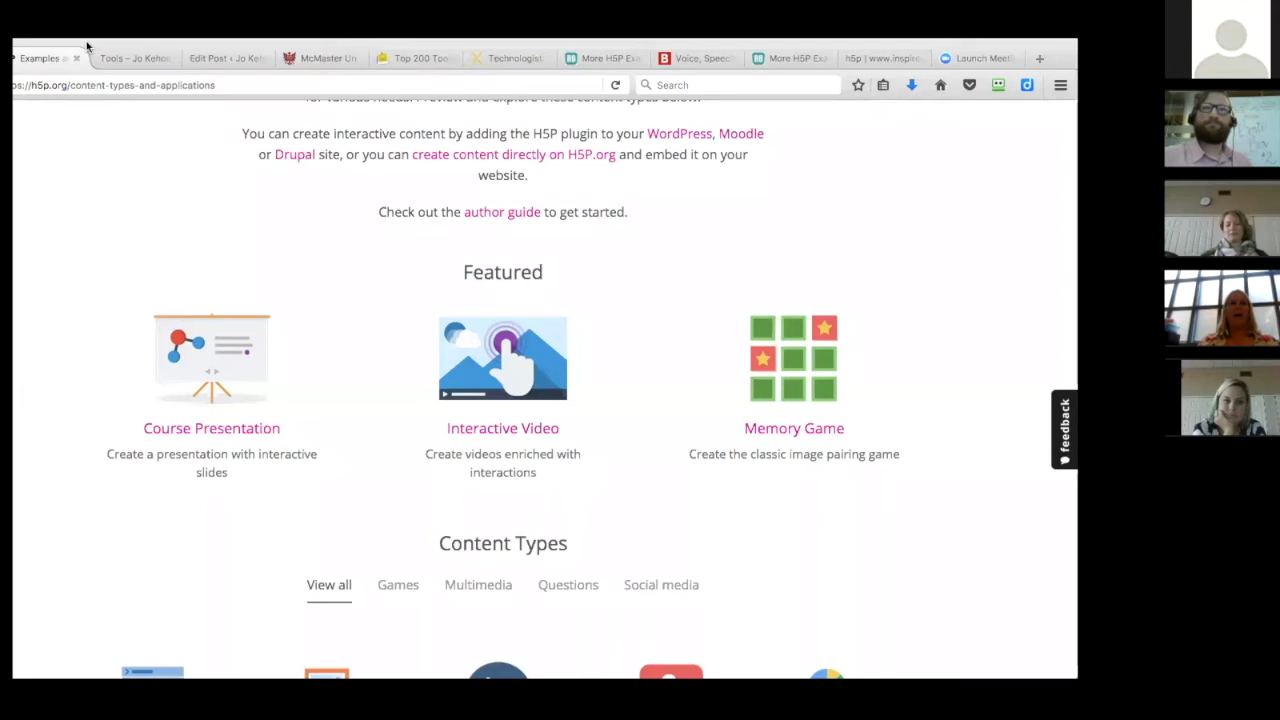 Examples a
Tools – Jo Keho
Edit Post ‹ Jo Keh
McMaster Un
Top 200 Too
Technologist
More H5P Exa
Voice, Speec
More H5P Exa
h5p | www.inspire
Launch Meeti
ps://h5p.org/content-types-and-applications
Search
You can create interactive content by adding the H5P plugin to your WordPress, Moodle
or Drupal site, or you can create content directly on H5P.org and embed it on your
website.
Check out the author guide to get started.
Featured
Course Presentation
Create a presentation with interactive
slides
Interactive Video
Create videos enriched with
interactions
Memory Game
Create the classic image pairing game
feedback
Content Types
View all
Games
Multimedia
Questions
Social media